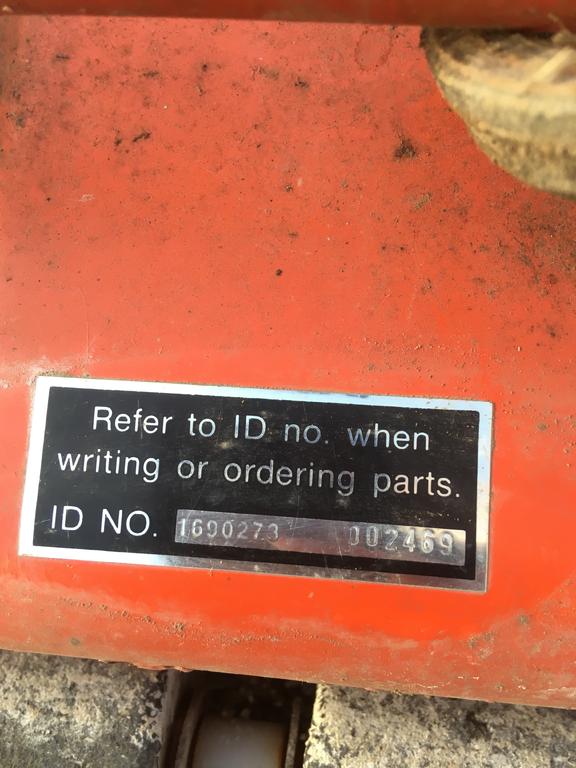 Refer to ID no. when
writing or ordering parts.
ID NO. 1690273 002469